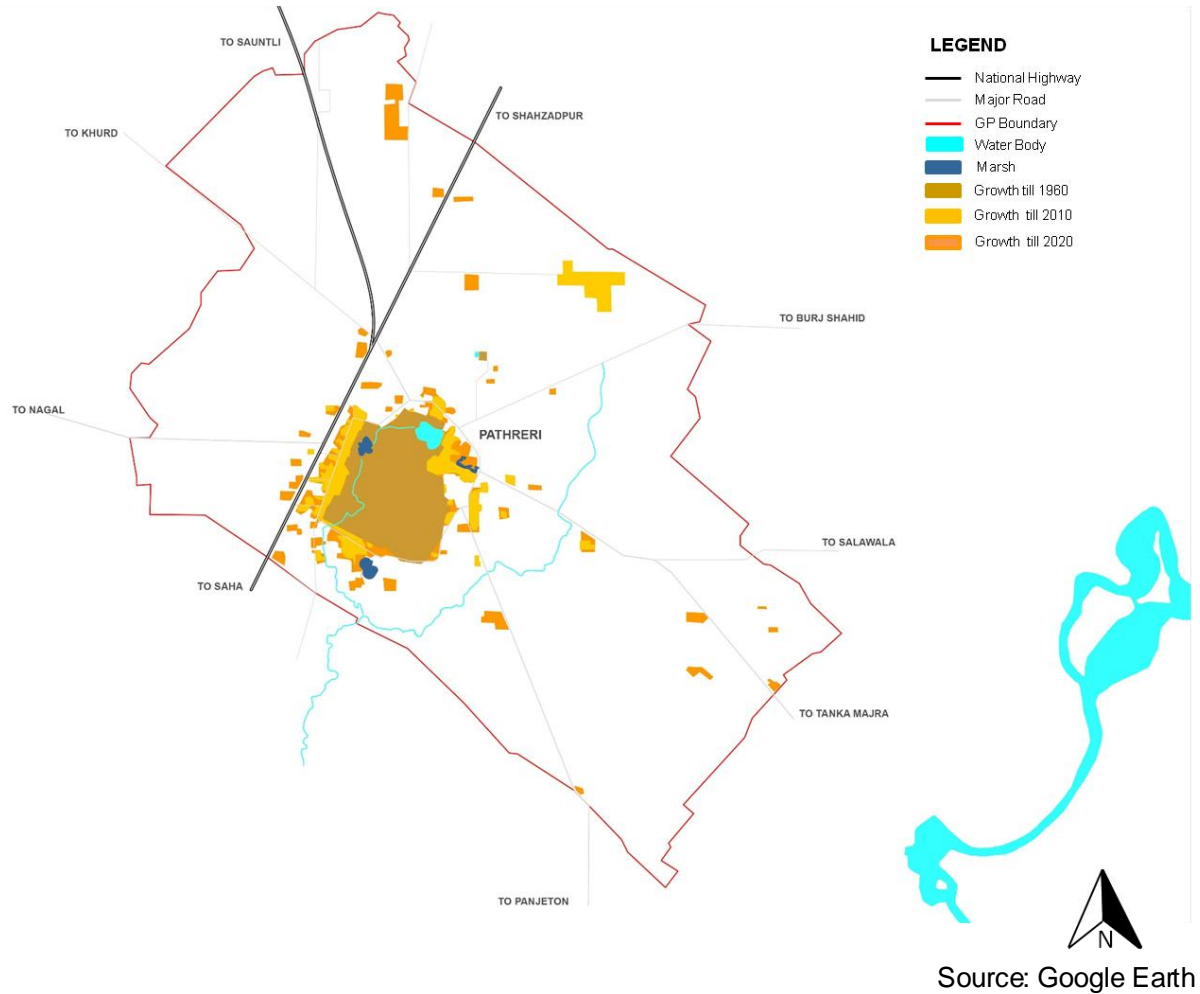 TO SAUNTLI
TO SHAHZADPUR
TO KHURD
TO BURJ SHAHID
TO NAGAL
PATHRERI
TO SALAWALA
TO SAHA
TO TANKA MAJRA
TO PANJETON
LEGEND
National Highway
Major Road
GP Boundary
Water Body
Marsh
Growth till 1960
Growth till 2010
Growth till 2020
N
Source: Google Earth